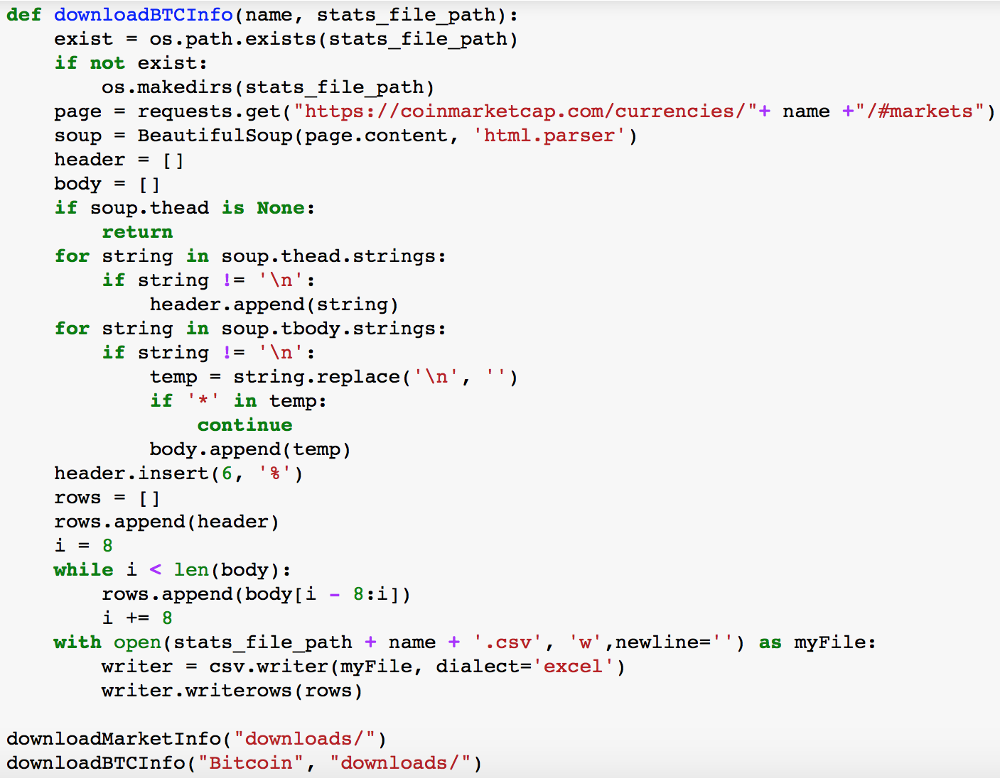 def downloadBTCInfo(name, stats_file_path):
    exist = os.path.exists(stats_file_path)
    if not exist:
        os.makedirs(stats_file_path)
    page = requests.get("https://coinmarketcap.com/currencies/"+ name +"/#markets")
    soup = BeautifulSoup(page.content, 'html.parser')
    header = []
    body = []
    if soup.thead is None:
        return
    for string in soup.thead.strings:
        if string != '\n':
            header.append(string)
    for string in soup.tbody.strings:
        if string != '\n':
            temp = string.replace('\n', '')
            if '*' in temp:
                continue
            body.append(temp)
    header.insert(6, '%')
    rows = []
    rows.append(header)
    i = 8
    while i < len(body):
        rows.append(body[i - 8:i])
        i += 8
    with open(stats_file_path + name + '.csv', 'w',newline='') as myFile:
        writer = csv.writer(myFile, dialect='excel')
        writer.writerows(rows)

downloadMarketInfo("downloads/")
downloadBTCInfo("Bitcoin", "downloads/")